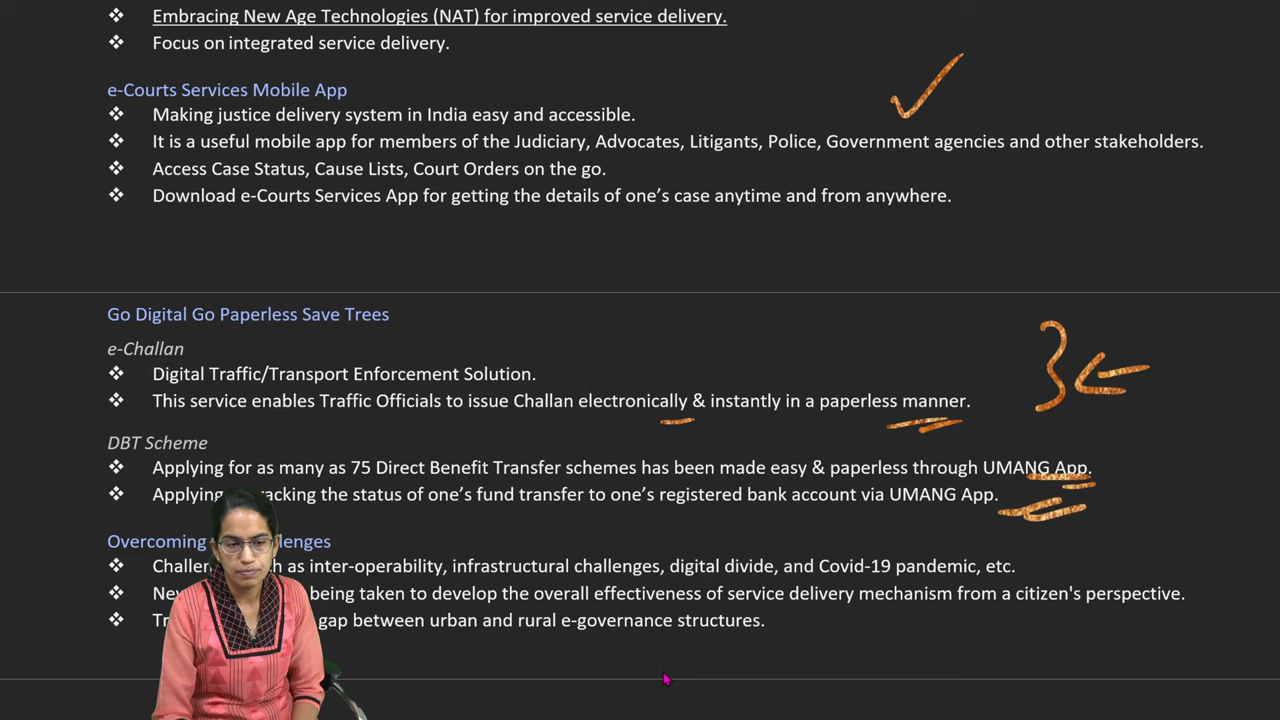 ❖ Embracing New Age Technologies (NAT) for improved service delivery.
❖ Focus on integrated service delivery.
e-Courts Services Mobile App
❖ Making justice delivery system in India easy and accessible.
❖ It is a useful mobile app for members of the Judiciary, Advocates, Litigants, Police, Government agencies and other stakeholders.
❖ Access Case Status, Cause Lists, Court Orders on the go.
❖ Download e-Courts Services App for getting the details of one’s case anytime and from anywhere.
Go Digital Go Paperless Save Trees
e-Challan
❖ Digital Traffic/Transport Enforcement Solution.
❖ This service enables Traffic Officials to issue Challan electronically & instantly in a paperless manner.
DBT Scheme
❖ Applying for as many as 75 Direct Benefit Transfer schemes has been made easy & paperless through UMANG App.
❖ Applying the status of one’s fund transfer to one’s registered bank account via UMANG App.
Overcoming
❖ as inter-operability, infrastructural challenges, digital divide, and Covid-19 pandemic, etc.
❖ being taken to develop the overall effectiveness of service delivery mechanism from a citizen's perspective.
❖ gap between urban and rural e-governance structures.